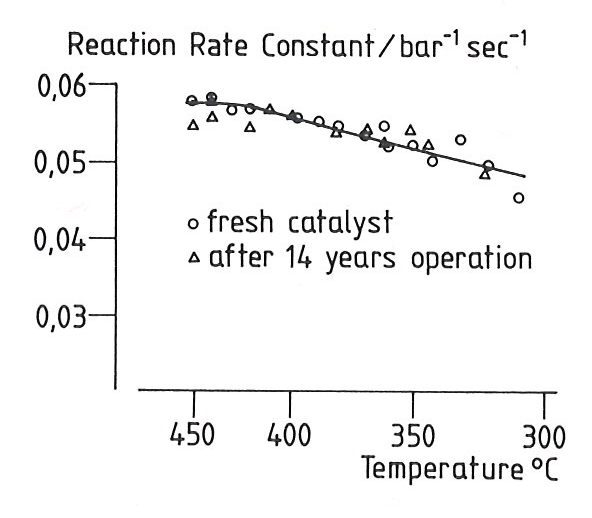 Reaction Rate Constant/bar⁻¹ sec⁻¹
0,06
0,05
0,04
0,03
fresh catalyst
after 14 years operation
450 400 350 300
Temperature °C